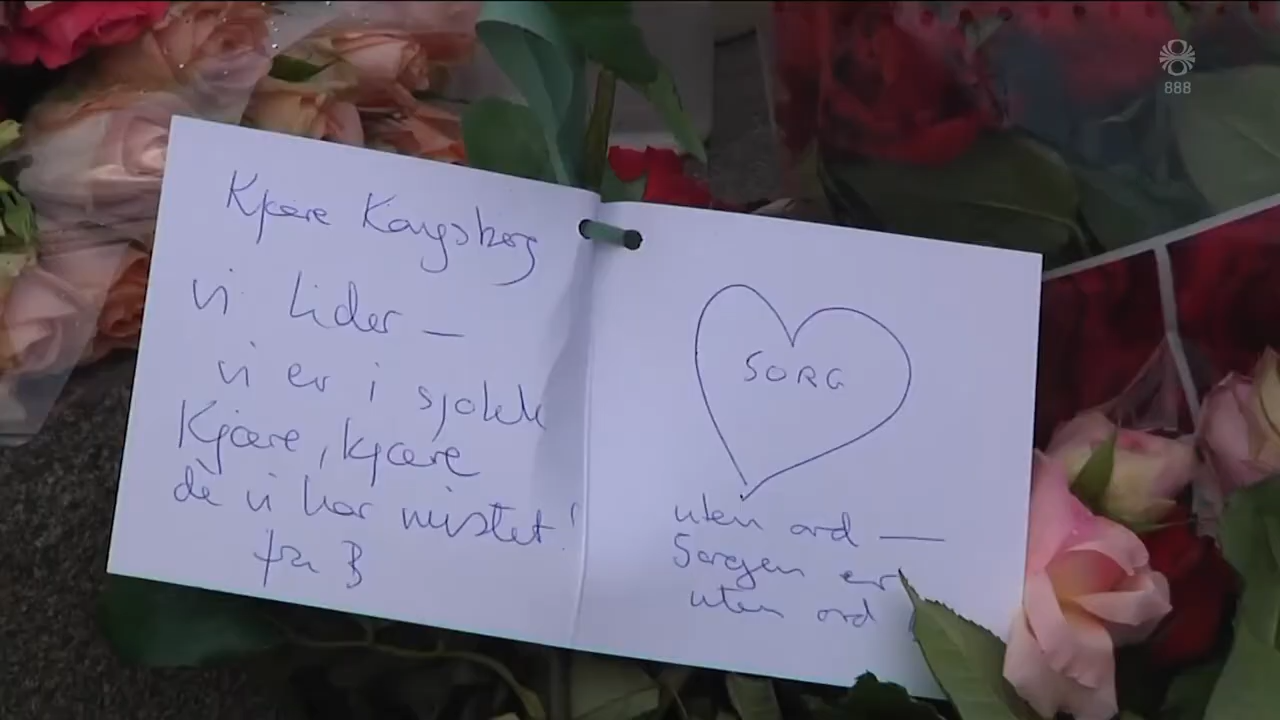 Kjære Kongsberg
vi lider —
vi er i sjokk
Kjære, kjære
de vi har mistet!
fra B
SORG
uten ord —
Sorgen er
uten ord
888